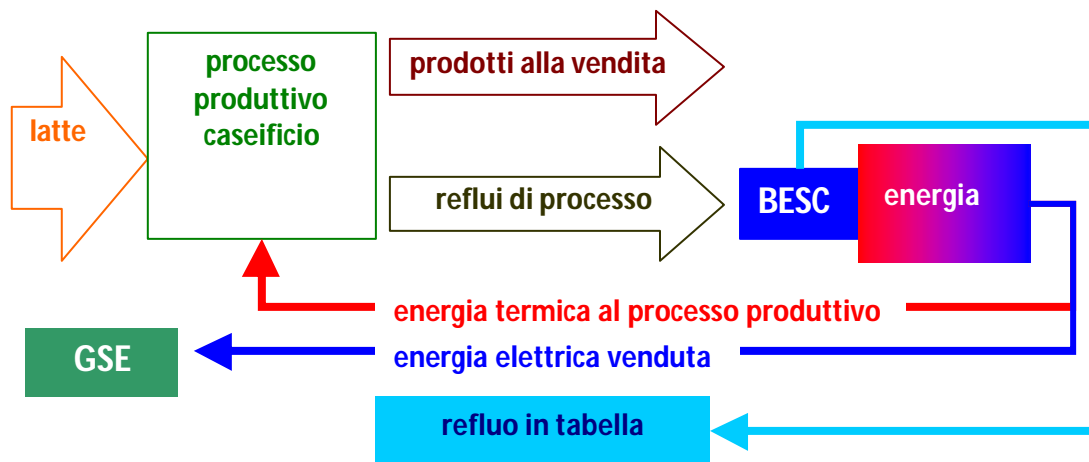 latte
processo
produttivo
caseificio
prodotti alla vendita
reflui di processo
BESC
energia
energia termica al processo produttivo
GSE
energia elettrica venduta
refluo in tabella